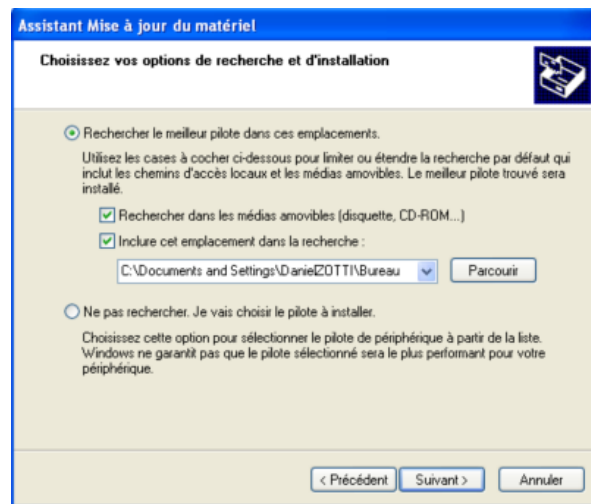 Assistant Mise à jour du matériel
Choisissez vos options de recherche et d'installation
Rechercher le meilleur pilote dans ces emplacements.
Utilisez les cases à cocher ci-dessous pour limiter ou étendre la recherche par défaut qui
inclut les chemins d'accès locaux et les médias amovibles. Le meilleur pilote trouvé sera
installé.
Rechercher dans les médias amovibles (disquette, CD-ROM...)
Inclure cet emplacement dans la recherche :
C:\Documents and Settings\DanielZOTTI\Bureau
Parcourir
Ne pas rechercher. Je vais choisir le pilote à installer.
Choisissez cette option pour sélectionner le pilote de périphérique à partir de la liste.
Windows ne garantit pas que le pilote sélectionné sera le plus performant pour votre
périphérique.
< Précédent Suivant > Annuler